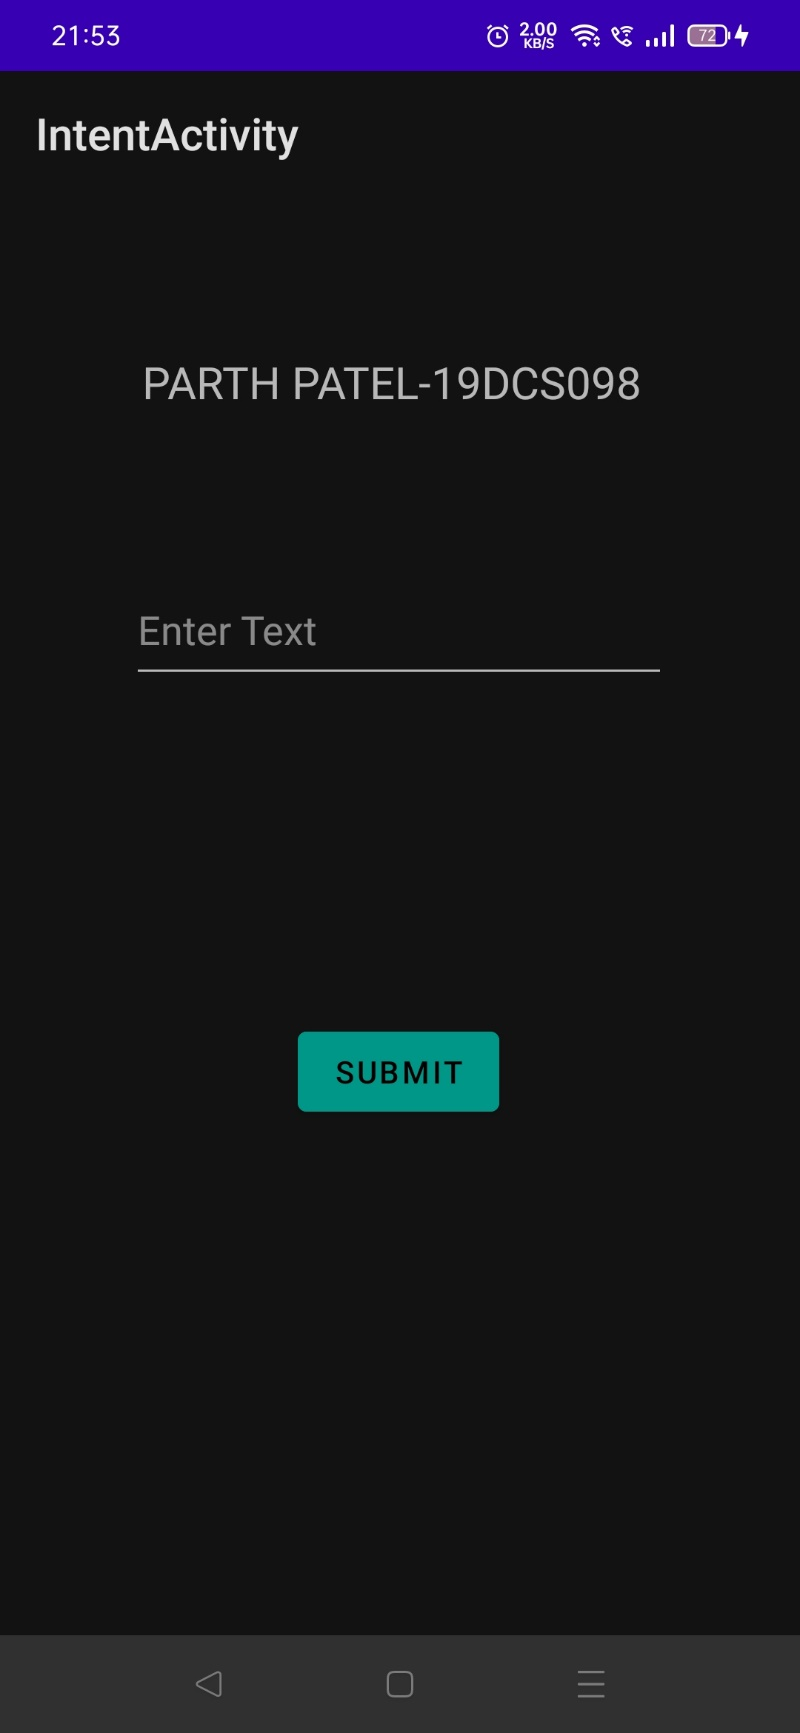 21:53
2.00
KB/S
72
IntentActivity
PARTH PATEL-19DCS098
Enter Text
SUBMIT